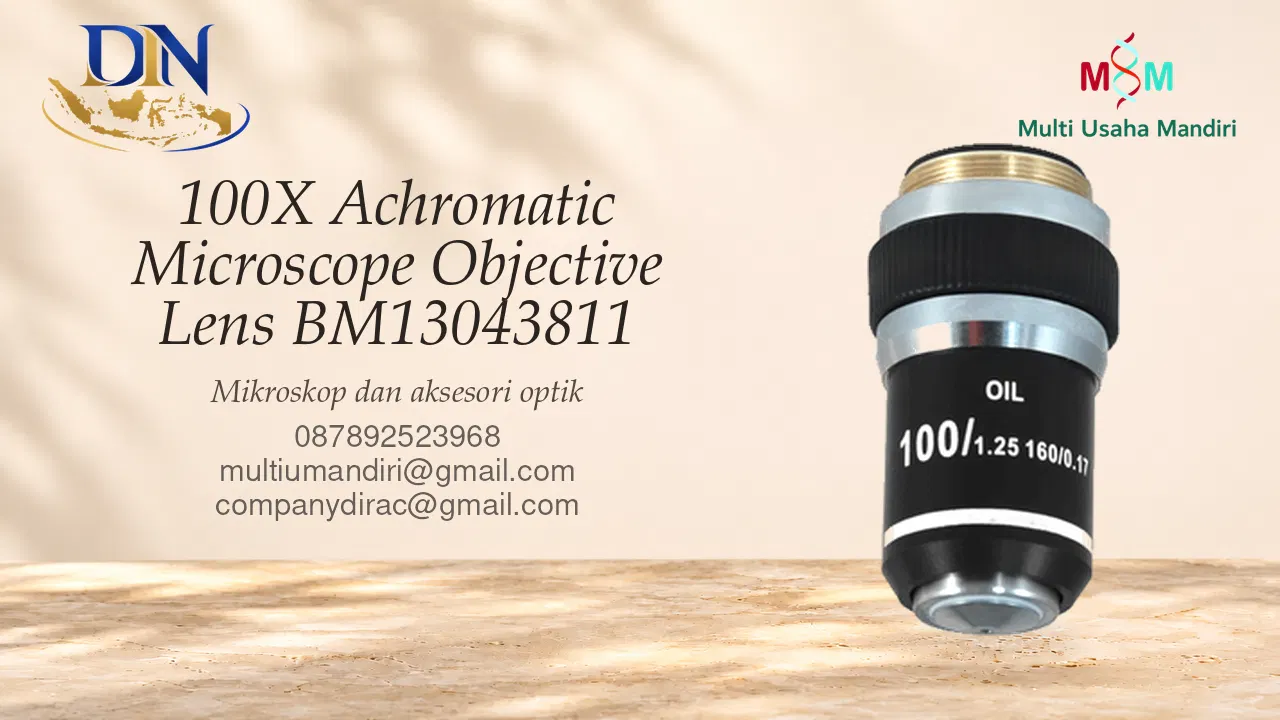 DIN
M M
Multi Usaha Mandiri
100X Achromatic
Microscope Objective
Lens BM13043811
Mikroskop dan aksesori optik
087892523968
multiumandiri@gmail.com
companydirac@gmail.com
OIL
100/1.25 160/0.17